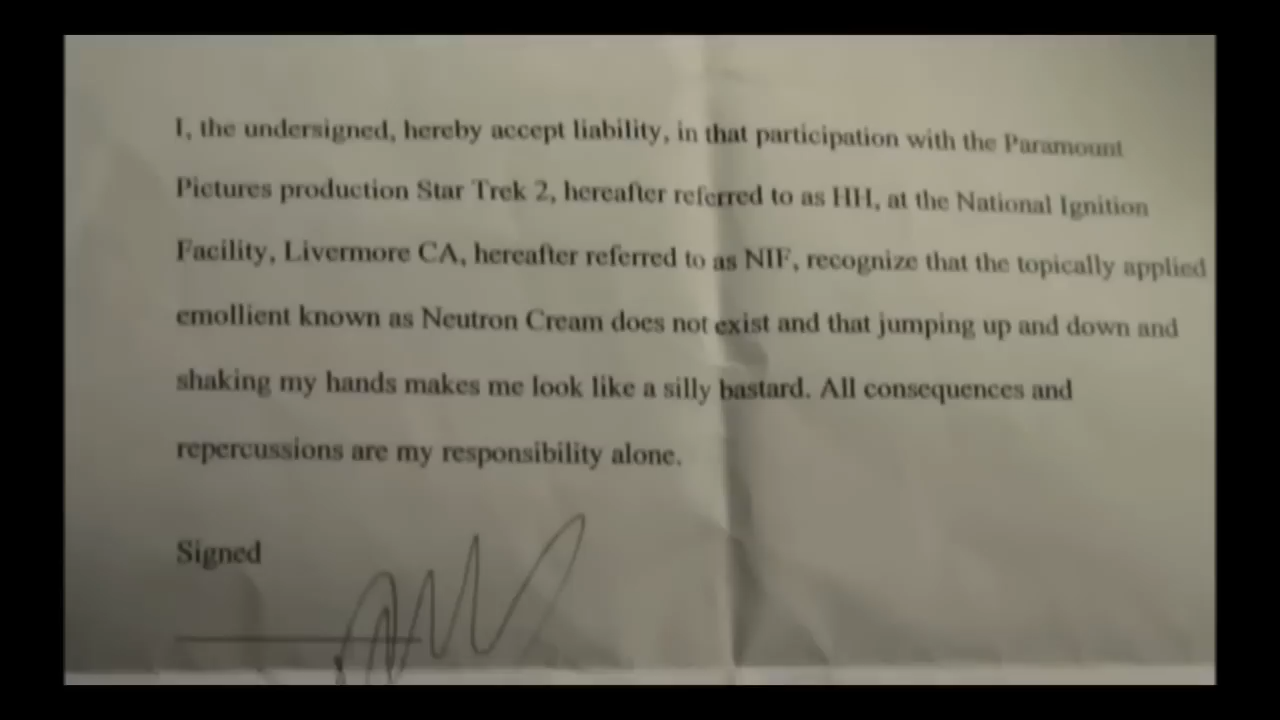 I, the undersigned, hereby accept liability, in that participation with the Paramount
Pictures production Star Trek 2, hereafter referred to as HH, at the National Ignition
Facility, Livermore CA, hereafter referred to as NIF, recognize that the topically applied
emollient known as Neutron Cream does not exist and that jumping up and down and
shaking my hands makes me look like a silly bastard. All consequences and
repercussions are my responsibility alone.
Signed